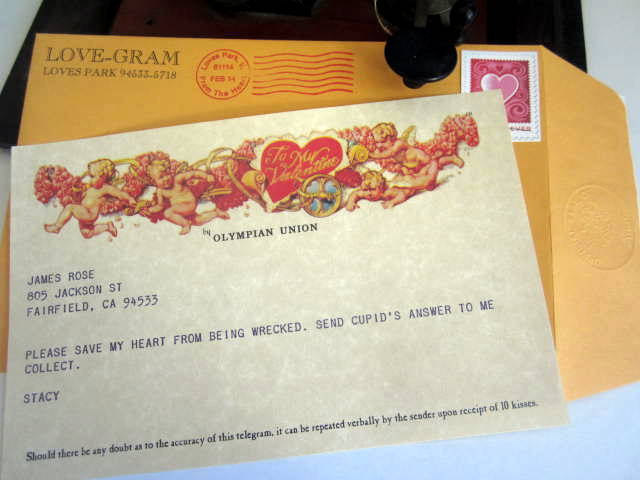 LOVE-GRAM
LOVES PARK 94533-5718
Loves Park, IL
61114
FEB 14
From The Heart
To My
Valentine
by OLYMPIAN UNION
JAMES ROSE
805 JACKSON ST
FAIRFIELD, CA 94533
PLEASE SAVE MY HEART FROM BEING WRECKED. SEND CUPID'S ANSWER TO ME
COLLECT.
STACY
Should there be any doubt as to the accuracy of this telegram, it can be repeated verbally by the sender upon receipt of 10 kisses.